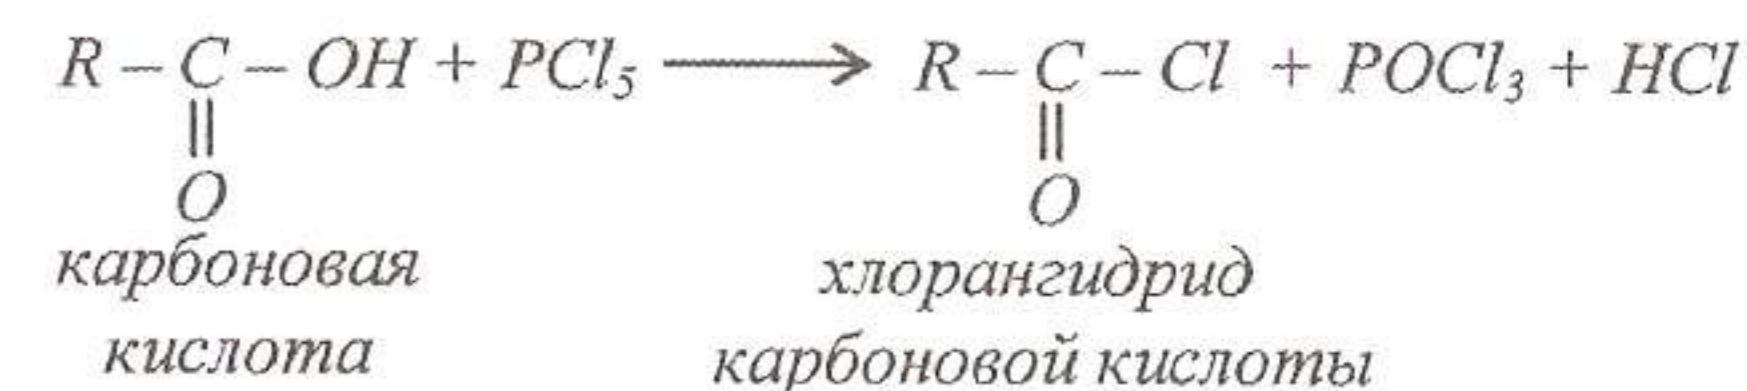 R – C – OH + PCl₅ ⟶ R – C – Cl + POCl₃ + HCl
|| ||
O O
карбоновая хлорангидрид
кислота карбоновой кислоты